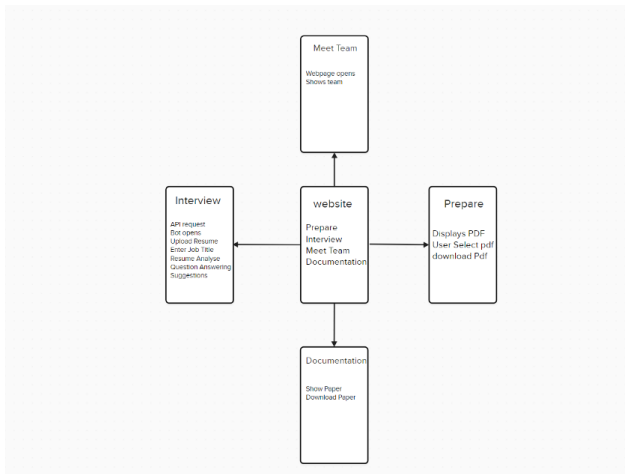 Meet Team
Webpage opens
Shows team
Interview
API request
Bot opens
Upload Resume
Enter Job Title
Resume Analyse
Question Answering
Suggestions
website
Prepare
Interview
Meet Team
Documentation
Prepare
Displays PDF
User Select pdf
download Pdf
Documentation
Show Paper
Download Paper